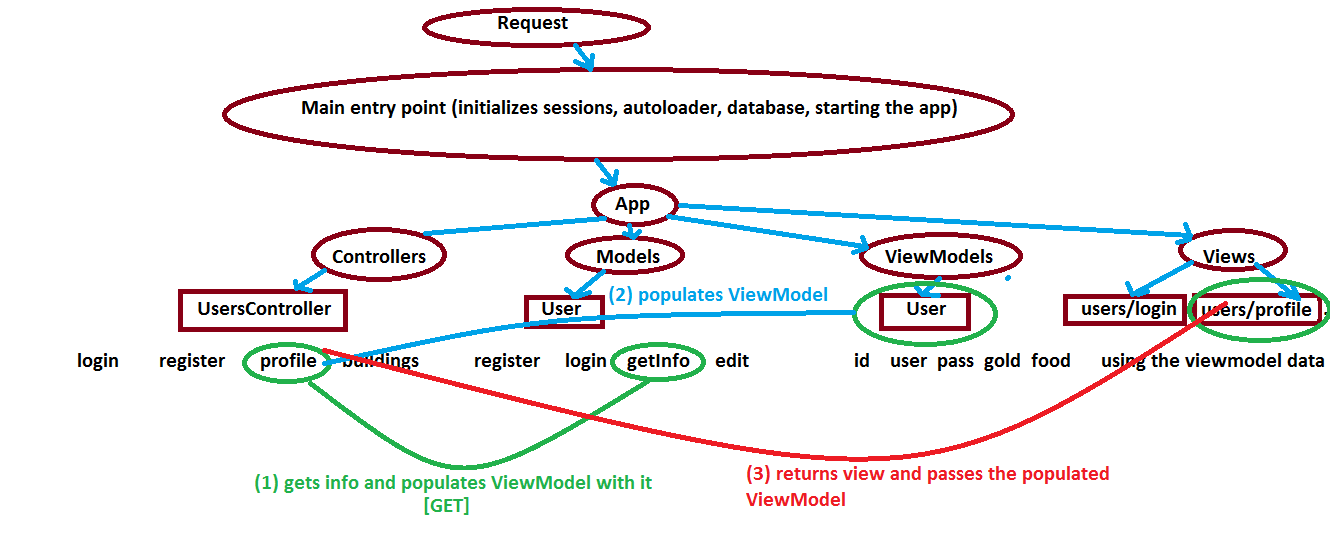 Request
Main entry point (initializes sessions, autoloader, database, starting the app)
App
Controllers
Models
ViewModels
Views
UsersController
User
(2) populates ViewModel
User
users/login
users/profile
login register profile buildings
register login getInfo edit
id user pass gold food
using the viewmodel data
(1) gets info and populates ViewModel with it
[GET]
(3) returns view and passes the populated
ViewModel